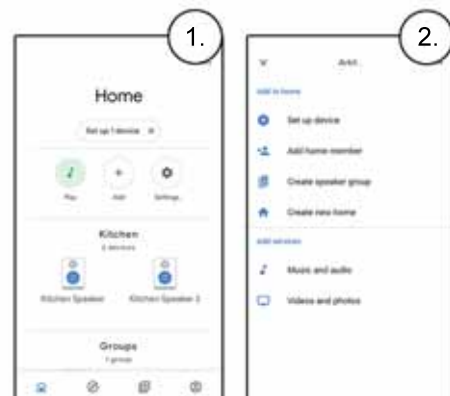 1.
Home
Set up 1 device
Play
Add
Settings
Kitchen
2 devices
Kitchen Speaker
Kitchen Speaker 2
Groups
1 group
2.
Add to home
Set up device
Add home member
Create speaker group
Create new home
Add services
Music and audio
Videos and photos